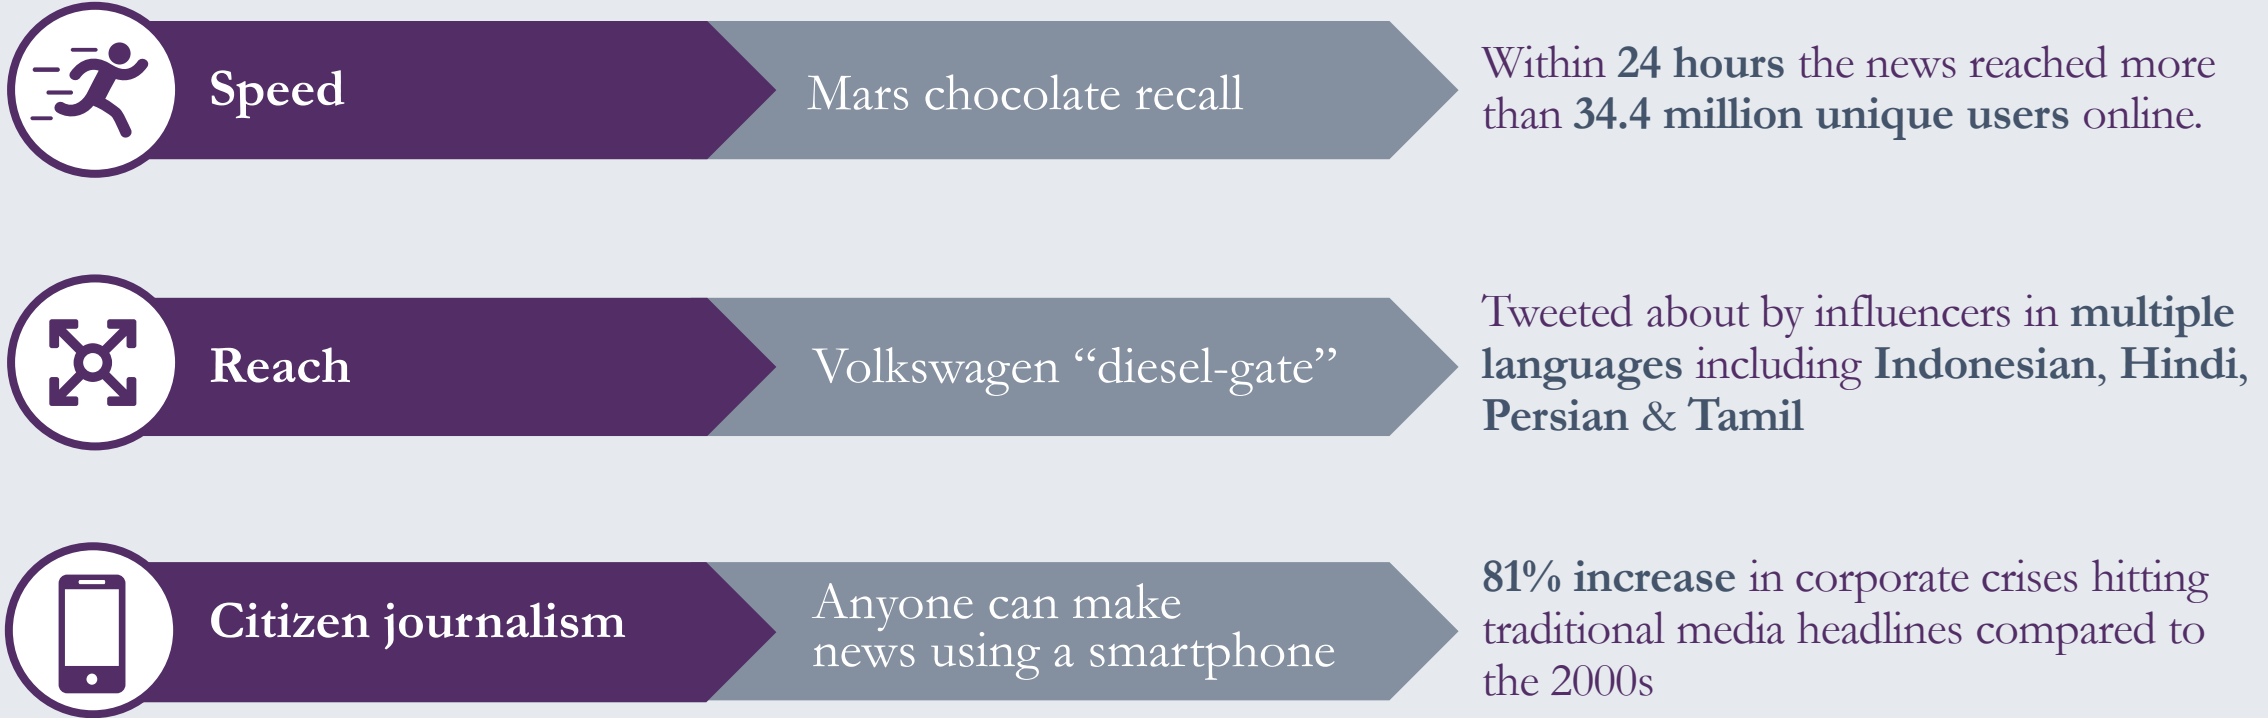 Speed
Mars chocolate recall
Within 24 hours the news reached more
than 34.4 million unique users online.
Reach
Volkswagen “diesel-gate”
Tweeted about by influencers in multiple
languages including Indonesian, Hindi,
Persian & Tamil
Citizen journalism
Anyone can make
news using a smartphone
81% increase in corporate crises hitting
traditional media headlines compared to
the 2000s